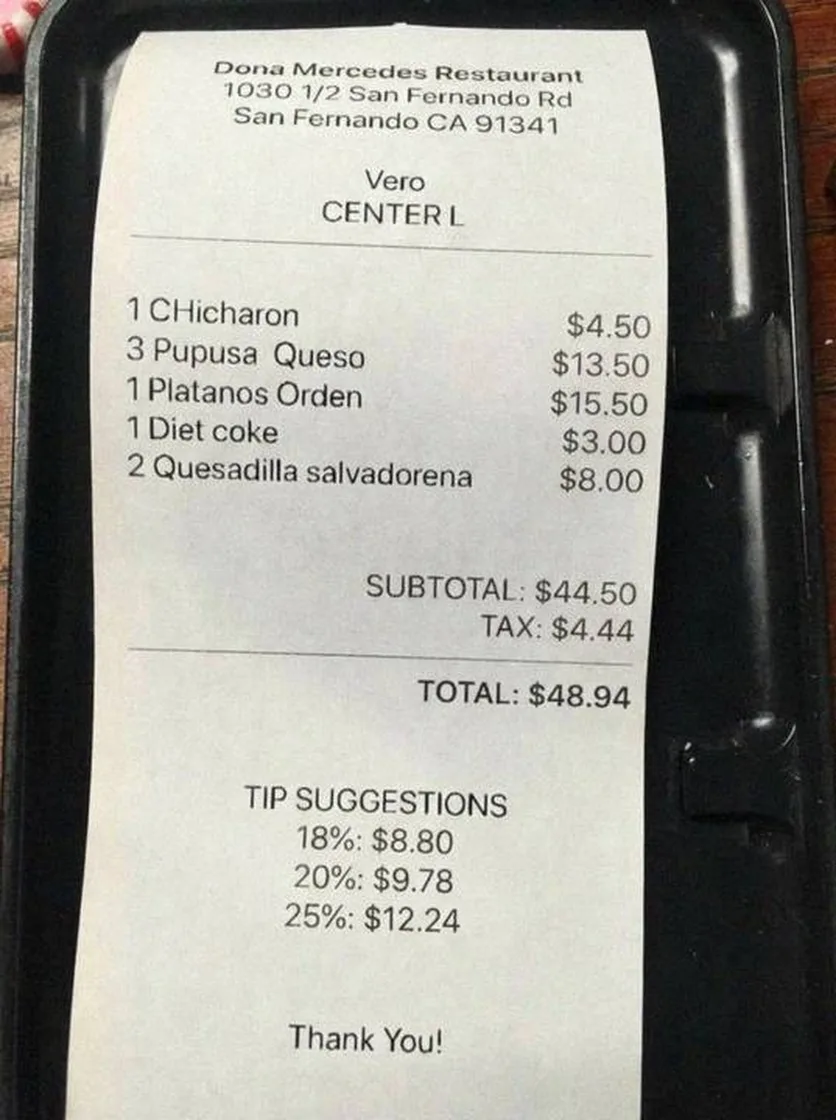 Dona Mercedes Restaurant
1030 1/2 San Fernando Rd
San Fernando CA 91341
Vero
CENTER L
1 CHicharon $4.50
3 Pupusa Queso $13.50
1 Platanos Orden $15.50
1 Diet coke $3.00
2 Quesadilla salvadorena $8.00
SUBTOTAL: $44.50
TAX: $4.44
TOTAL: $48.94
TIP SUGGESTIONS
18%: $8.80
20%: $9.78
25%: $12.24
Thank You!